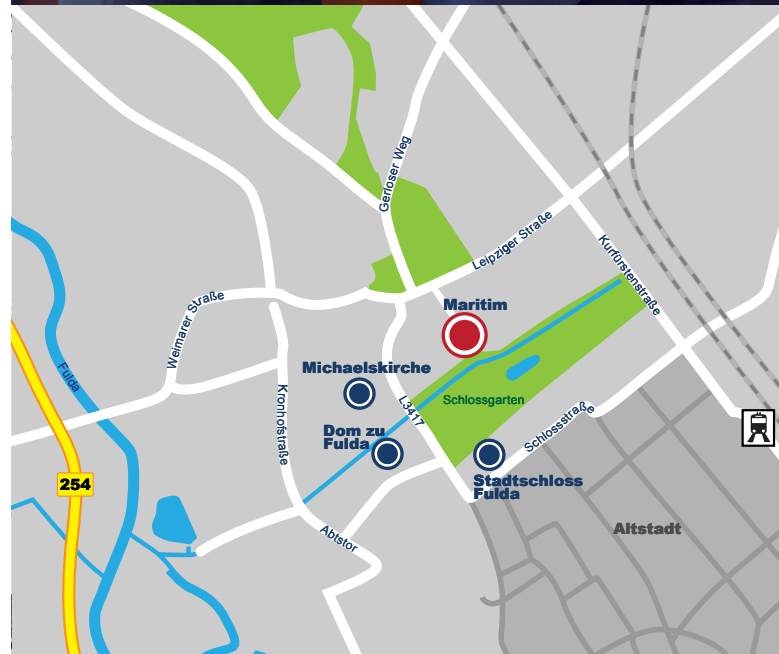 Gerloser Weg
Leipziger Straße
Kurfürstenstraße
Maritim
Weimarer Straße
Fulda
Michaelskirche
Kronhofstraße
L3417
Schlossgarten
Schlossstraße
Dom zu
Fulda
Stadtschloss
Fulda
254
Abtstor
Altstadt